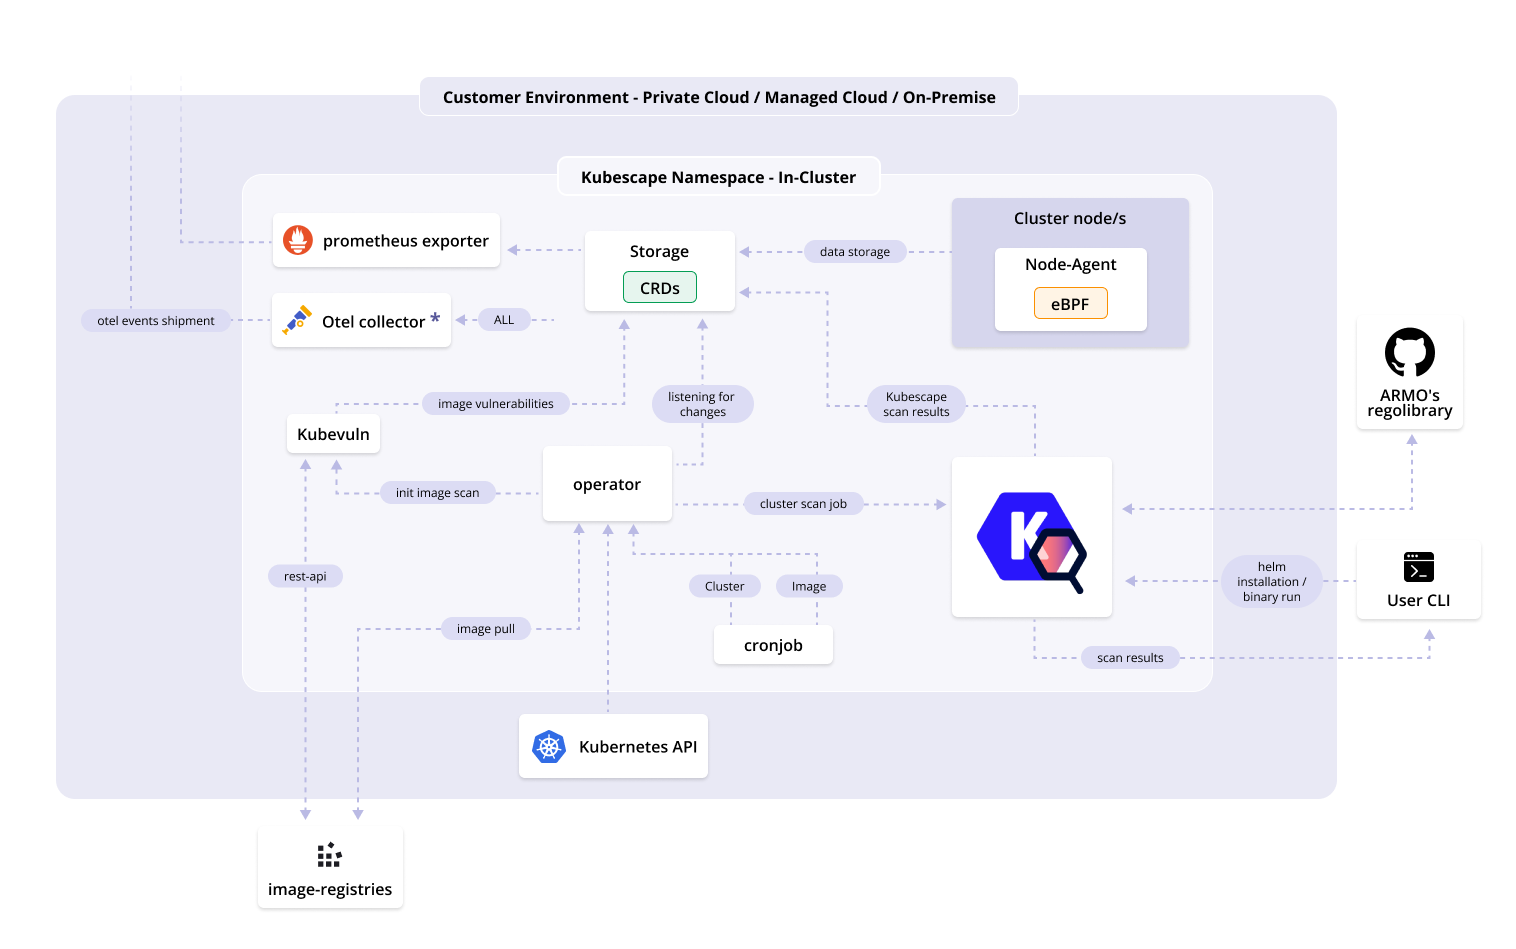 Customer Environment - Private Cloud / Managed Cloud / On-Premise
Kubescape Namespace - In-Cluster
prometheus exporter
Storage
CRDs
data storage
Cluster node/s
Node-Agent
eBPF
otel events shipment
Otel collector *
ALL
ARMO's
regolibrary
image vulnerabilities
listening for
changes
Kubescape
scan results
Kubevuln
operator
init image scan
cluster scan job
K
rest-api
Cluster
Image
helm
installation /
binary run
User CLI
image pull
cronjob
scan results
Kubernetes API
image-registries